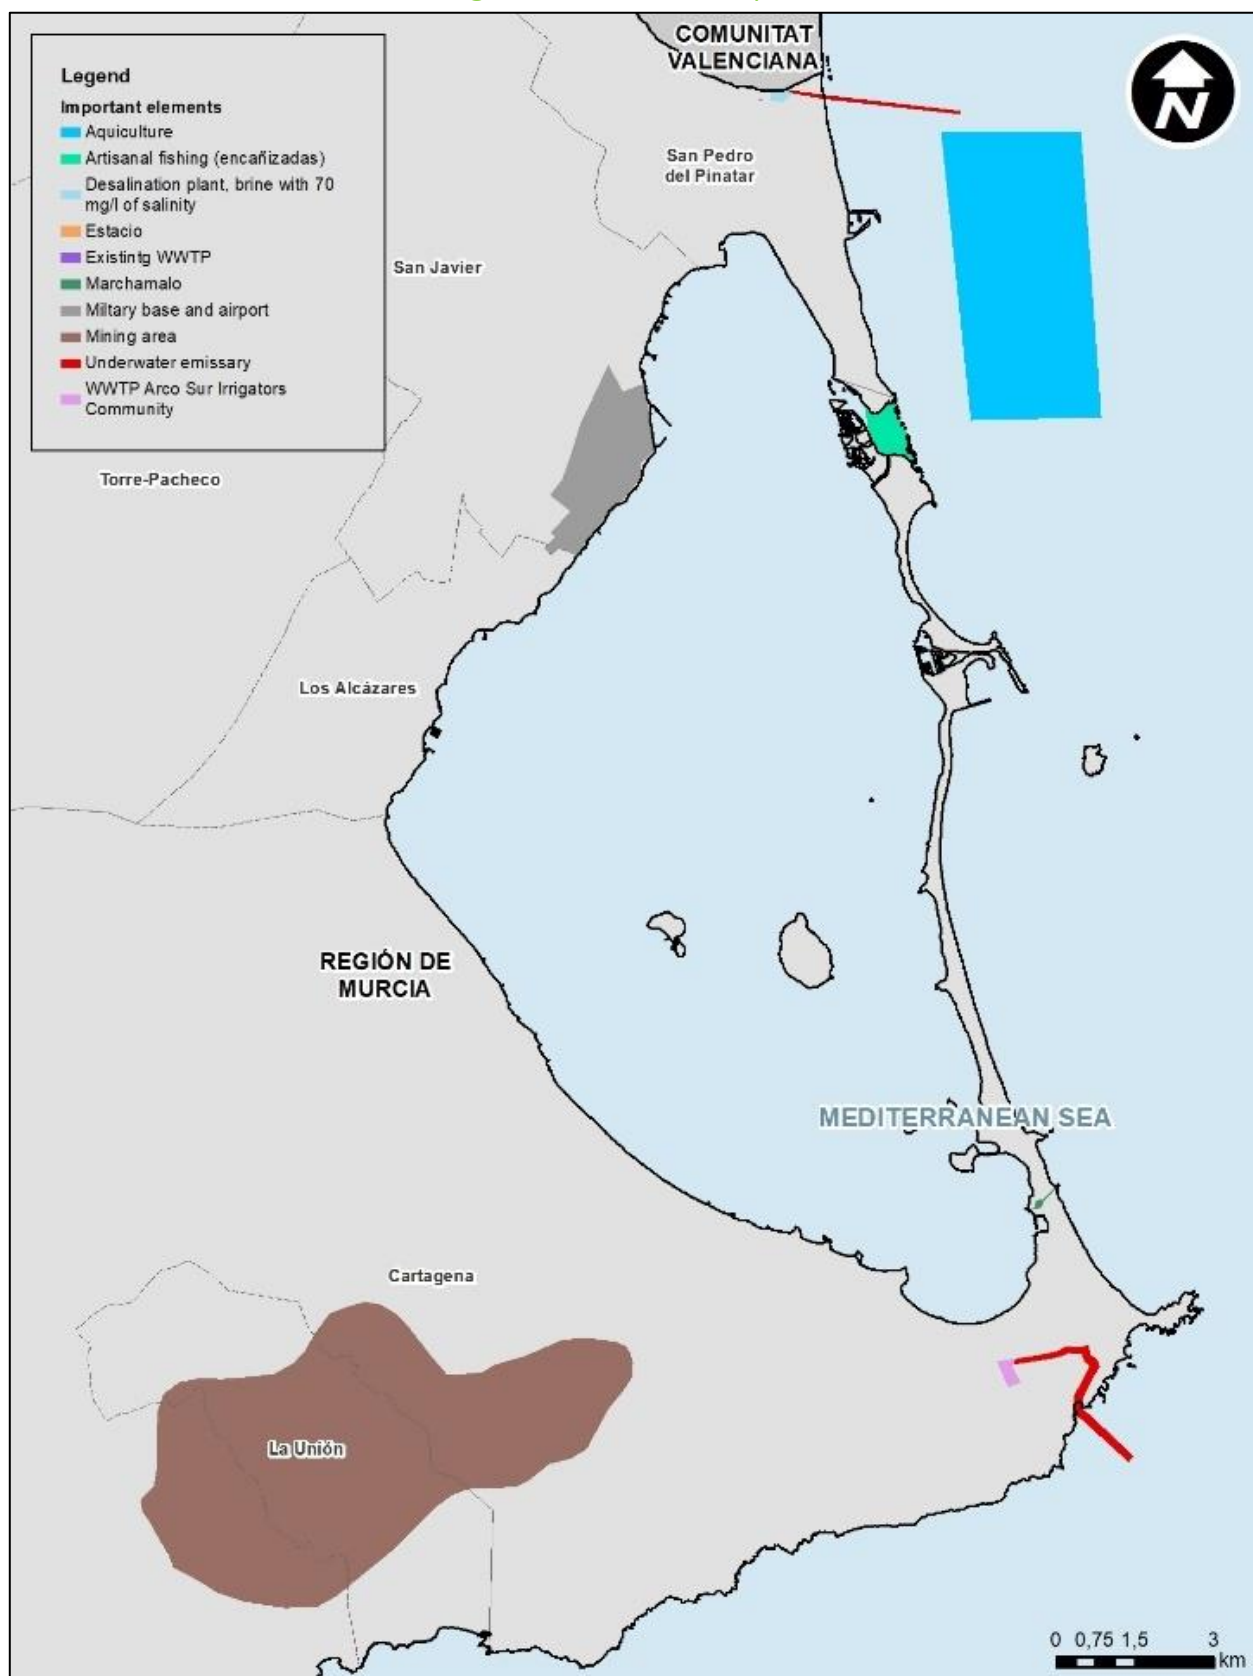 COMUNITAT
VALENCIANA
N
Legend
Important elements
Aquiculture
Artisanal fishing (encañizadas)
Desalination plant, brine with 70
mg/l of salinity
Estacio
Existintg WWTP
Marchamalo
Miltary base and airport
Mining area
Underwater emissary
WWTP Arco Sur Irrigators
Community
San Pedro
del Pinatar
San Javier
Torre-Pacheco
Los Alcázares
REGIÓN DE
MURCIA
MEDITERRANEAN SEA
Cartagena
La Unión
0 0,75 1,5 3
km